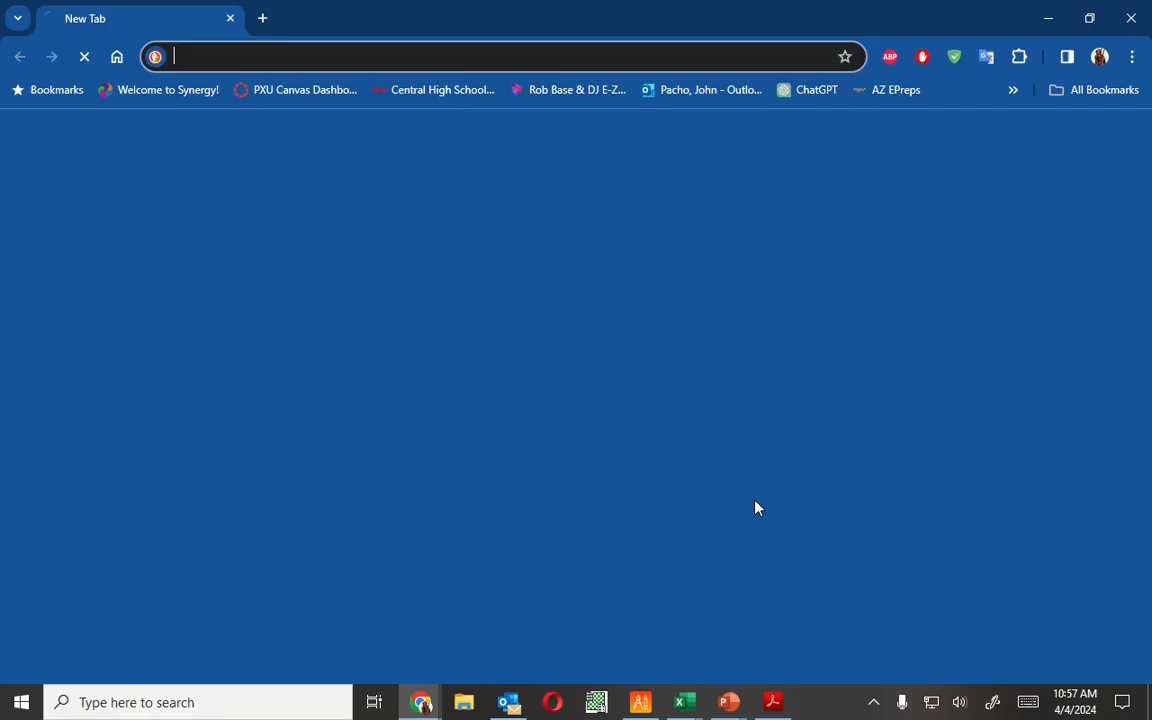 New Tab
Bookmarks Welcome to Synergy! PXU Canvas Dashbo... Central High School... Rob Base & DJ E-Z... Pacho, John - Outlo... ChatGPT AZ EPreps » All Bookmarks
ABP
Type here to search
10:57 AM
4/4/2024